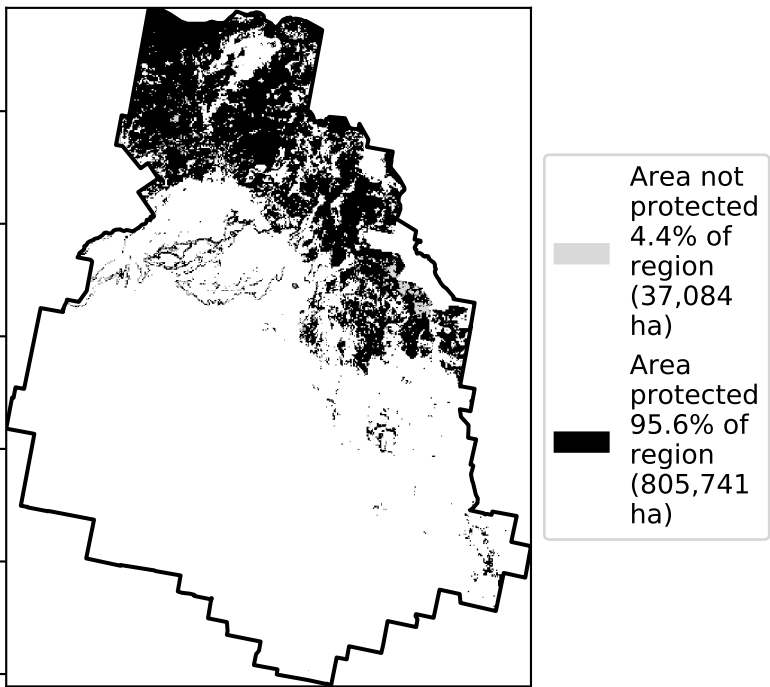 Area not
protected
4.4% of
region
(37,084
ha)
Area
protected
95.6% of
region
(805,741
ha)